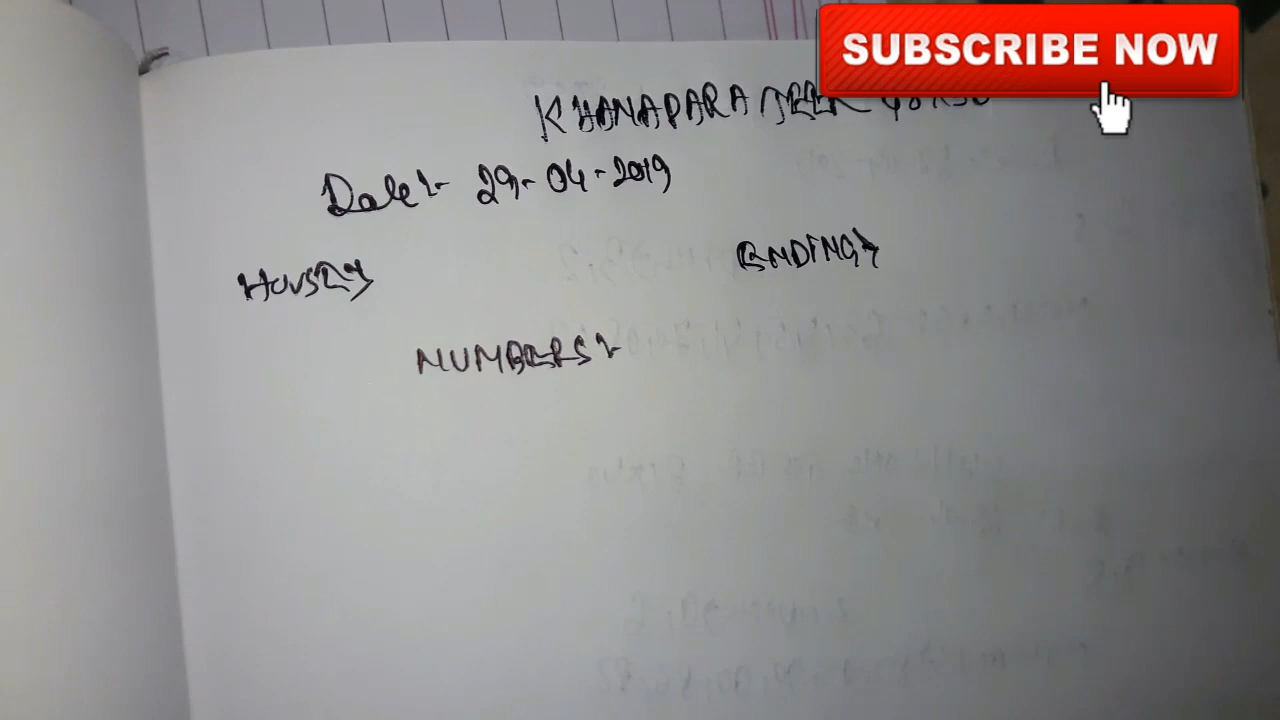 SUBSCRIBE NOW
KHANAPARA TEER
Date:- 29-04-2019
HOUSE
ENDING
NUMBERS:-